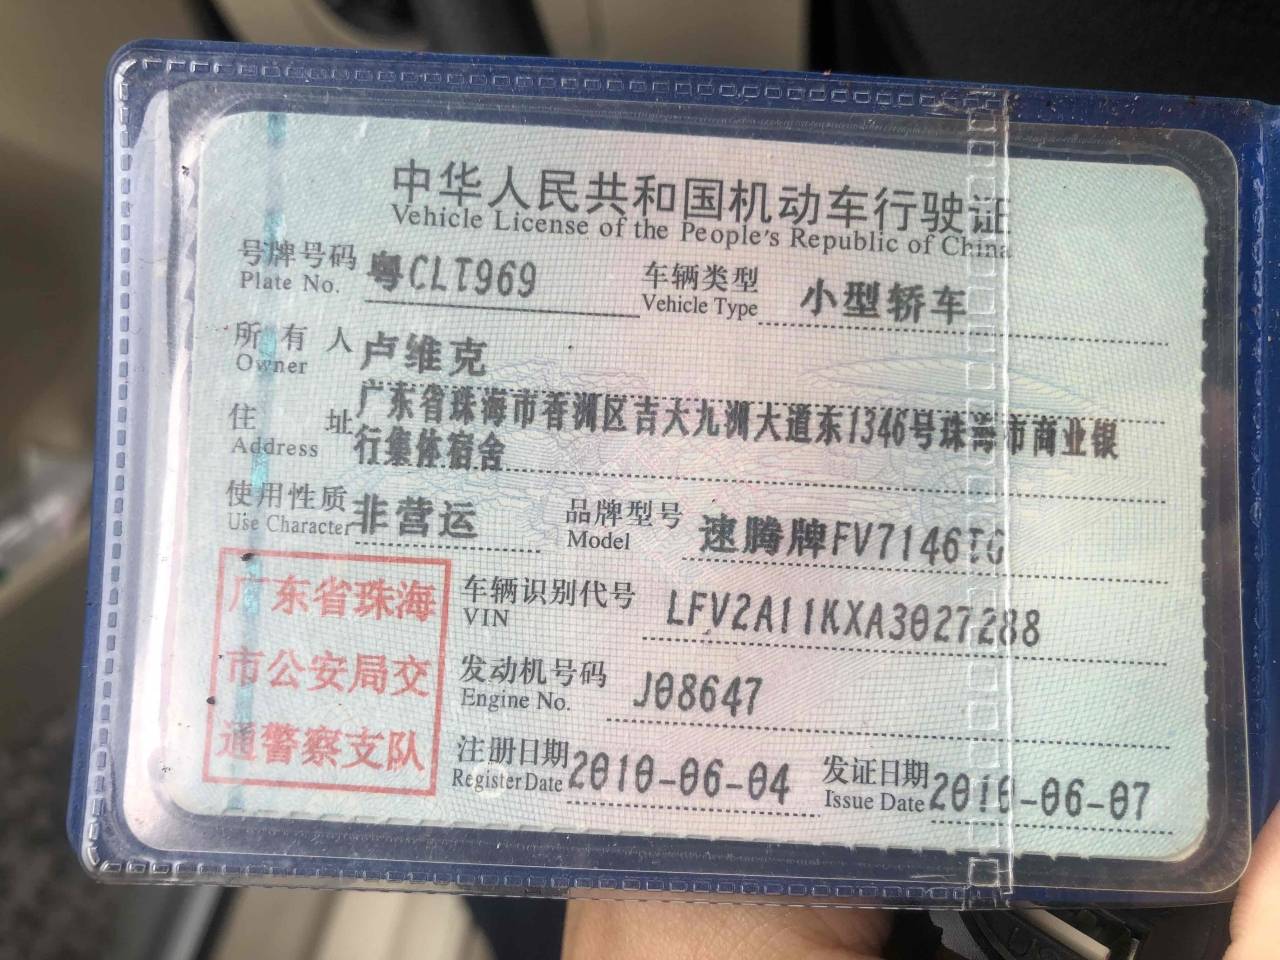 中华人民共和国机动车行驶证
Vehicle License of the People's Republic of China
号牌号码 粤CLT969 车辆类型 小型轿车
Plate No. Vehicle Type
所有人 卢维克
Owner
住址 广东省珠海市香洲区吉大九洲大道东1346号珠海市商业银
Address 行集体宿舍
使用性质 非营运 品牌型号 速腾牌FV7146TG
Use Character Model
广东省珠海
市公安局交
通警察支队
车辆识别代号 LFV2A11KXA3027288
VIN
发动机号码 J08647
Engine No.
注册日期 2010-06-04 发证日期 2010-06-07
Register Date Issue Date